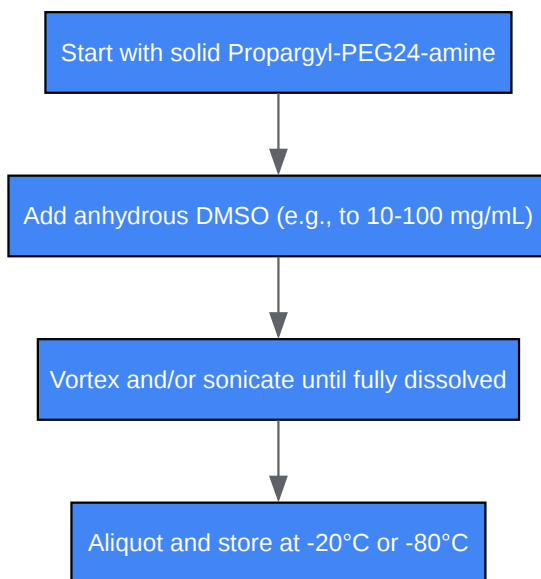 Start with solid Propargyl-PEG24-amine
Add anhydrous DMSO (e.g., to 10-100 mg/mL)
Vortex and/or sonicate until fully dissolved
Aliquot and store at -20°C or -80°C